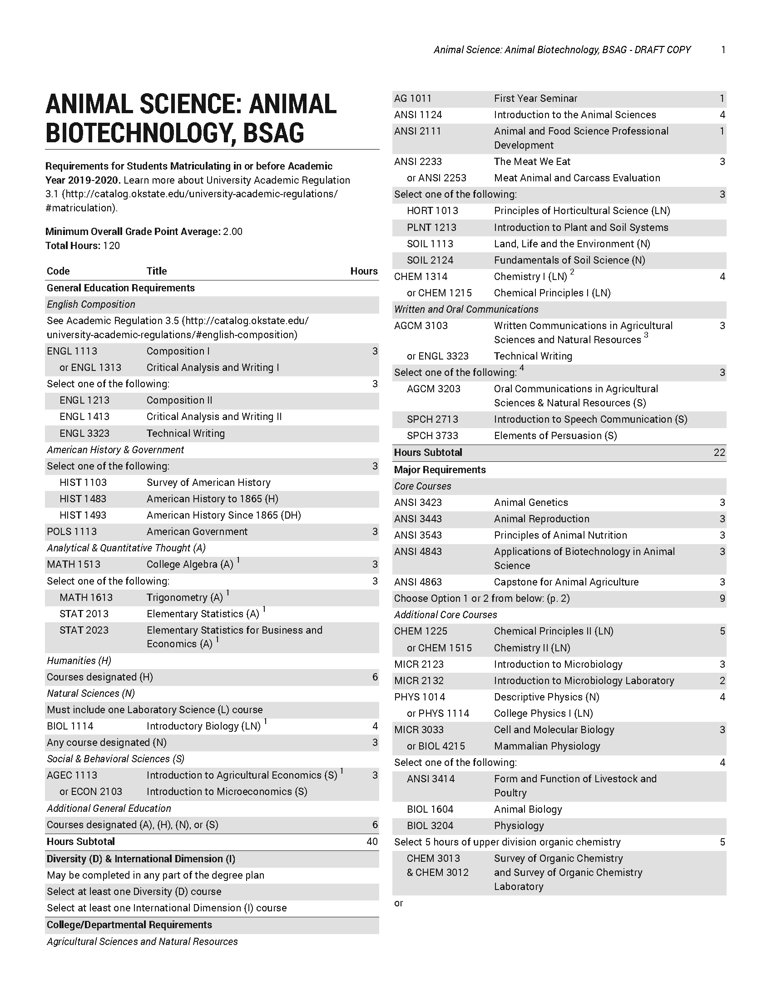 Animal Science: Animal Biotechnology, BSAG - DRAFT COPY 1
ANIMAL SCIENCE: ANIMAL
BIOTECHNOLOGY, BSAG
Requirements for Students Matriculating in or before Academic
Year 2019-2020. Learn more about University Academic Regulation
3.1 (http://catalog.okstate.edu/university-academic-regulations/
#matriculation).
Minimum Overall Grade Point Average: 2.00
Total Hours: 120
Code Title Hours
General Education Requirements
English Composition
See Academic Regulation 3.5 (http://catalog.okstate.edu/
university-academic-regulations/#english-composition)
ENGL 1113 Composition I 3
or ENGL 1313 Critical Analysis and Writing I
Select one of the following: 3
ENGL 1213 Composition II
ENGL 1413 Critical Analysis and Writing II
ENGL 3323 Technical Writing
American History & Government
Select one of the following: 3
HIST 1103 Survey of American History
HIST 1483 American History to 1865 (H)
HIST 1493 American History Since 1865 (DH)
POLS 1113 American Government 3
Analytical & Quantitative Thought (A)
MATH 1513 College Algebra (A) 1 3
Select one of the following: 3
MATH 1613 Trigonometry (A) 1
STAT 2013 Elementary Statistics (A) 1
STAT 2023 Elementary Statistics for Business and
Economics (A) 1
Humanities (H)
Courses designated (H) 6
Natural Sciences (N)
Must include one Laboratory Science (L) course
BIOL 1114 Introductory Biology (LN) 1 4
Any course designated (N) 3
Social & Behavioral Sciences (S)
AGEC 1113 Introduction to Agricultural Economics (S) 1 3
or ECON 2103 Introduction to Microeconomics (S)
Additional General Education
Courses designated (A), (H), (N), or (S) 6
Hours Subtotal 40
Diversity (D) & International Dimension (I)
May be completed in any part of the degree plan
Select at least one Diversity (D) course
Select at least one International Dimension (I) course
College/Departmental Requirements
Agricultural Sciences and Natural Resources
AG 1011 First Year Seminar 1
ANSI 1124 Introduction to the Animal Sciences 4
ANSI 2111 Animal and Food Science Professional 1
Development
ANSI 2233 The Meat We Eat 3
or ANSI 2253 Meat Animal and Carcass Evaluation
Select one of the following: 3
HORT 1013 Principles of Horticultural Science (LN)
PLNT 1213 Introduction to Plant and Soil Systems
SOIL 1113 Land, Life and the Environment (N)
SOIL 2124 Fundamentals of Soil Science (N)
CHEM 1314 Chemistry I (LN) 2 4
or CHEM 1215 Chemical Principles I (LN)
Written and Oral Communications
AGCM 3103 Written Communications in Agricultural 3
Sciences and Natural Resources 3
or ENGL 3323 Technical Writing
Select one of the following: 4 3
AGCM 3203 Oral Communications in Agricultural
Sciences & Natural Resources (S)
SPCH 2713 Introduction to Speech Communication (S)
SPCH 3733 Elements of Persuasion (S)
Hours Subtotal 22
Major Requirements
Core Courses
ANSI 3423 Animal Genetics 3
ANSI 3443 Animal Reproduction 3
ANSI 3543 Principles of Animal Nutrition 3
ANSI 4843 Applications of Biotechnology in Animal 3
Science
ANSI 4863 Capstone for Animal Agriculture 3
Choose Option 1 or 2 from below: (p. 2) 9
Additional Core Courses
CHEM 1225 Chemical Principles II (LN) 5
or CHEM 1515 Chemistry II (LN)
MICR 2123 Introduction to Microbiology 3
MICR 2132 Introduction to Microbiology Laboratory 2
PHYS 1014 Descriptive Physics (N) 4
or PHYS 1114 College Physics I (LN)
MICR 3033 Cell and Molecular Biology 3
or BIOL 4215 Mammalian Physiology
Select one of the following: 4
ANSI 3414 Form and Function of Livestock and
Poultry
BIOL 1604 Animal Biology
BIOL 3204 Physiology
Select 5 hours of upper division organic chemistry 5
CHEM 3013 Survey of Organic Chemistry
& CHEM 3012 and Survey of Organic Chemistry
Laboratory
or